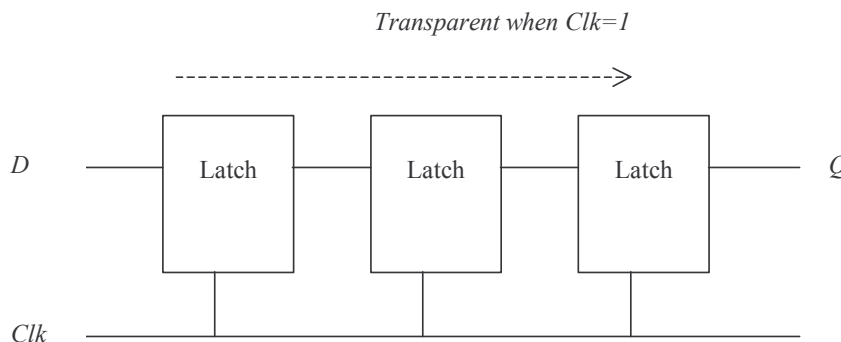 Transparent when Clk=1
D
Latch
Latch
Latch
Q
Clk